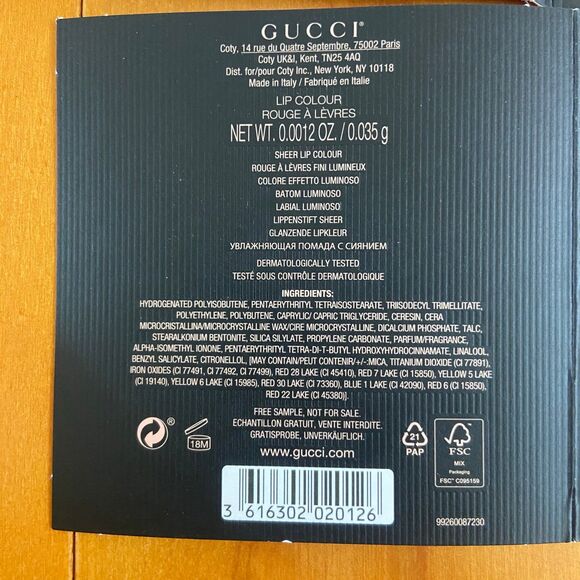 GUCCI®
Coty, 14 rue du Quatre Septembre, 75002 Paris
Coty UK&I, Kent, TN25 4AQ
Dist. for/pour Coty Inc., New York, NY 10118
Made in Italy / Fabriqué en Italie
LIP COLOUR
ROUGE À LÈVRES
NET WT. 0.0012 OZ. / 0.035 g
SHEER LIP COLOUR
ROUGE À LÈVRES FINI LUMINEUX
COLORE EFFETTO LUMINOSO
BATOM LUMINOSO
LABIAL LUMINOSO
LIPPENSTIFT SHEER
GLANZENDE LIPKLEUR
УВЛАЖНЯЮЩАЯ ПОМАДА С СИЯНИЕМ
DERMATOLOGICALLY TESTED
TESTÉ SOUS CONTRÔLE DERMATOLOGIQUE
INGREDIENTS:
HYDROGENATED POLYISOBUTENE, PENTAERYTHRITYL TETRAISOSTEARATE, TRIISODECYL TRIMELLITATE,
POLYETHYLENE, POLYBUTENE, CAPRYLIC/ CAPRIC TRIGLYCERIDE, CERESIN, CERA
MICROCRISTALLINA/MICROCRYSTALLINE WAX/CIRE MICROCRISTALLINE, DICALCIUM PHOSPHATE, TALC,
STEARALKONIUM BENTONITE, SILICA SILYLATE, PROPYLENE CARBONATE, PARFUM/FRAGRANCE,
ALPHA-ISOMETHYL IONONE, PENTAERYTHRITYL TETRA-DI-T-BUTYL HYDROXYHYDROCINNAMATE, LINALOOL,
BENZYL SALICYLATE, CITRONELLOL, [MAY CONTAIN/PEUT CONTENIR/+/-:MICA, TITANIUM DIOXIDE (CI 77891),
IRON OXIDES (CI 77491, CI 77492, CI 77499), RED 28 LAKE (CI 45410), RED 7 LAKE (CI 15850), YELLOW 5 LAKE
(CI 19140), YELLOW 6 LAKE (CI 15985), RED 30 LAKE (CI 73360), BLUE 1 LAKE (CI 42090), RED 6 (CI 15850),
RED 22 LAKE (CI 45380)].
FREE SAMPLE, NOT FOR SALE.
ECHANTILLON GRATUIT, VENTE INTERDITE.
GRATISPROBE, UNVERKÄUFLICH.
www.gucci.com
18M
21
PAP
FSC
MIX
Packaging
FSC™ C095159
3 616302 020126
99260087230